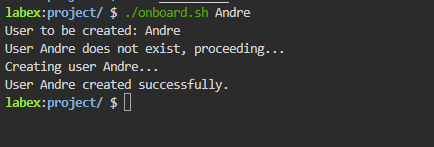 labex:project/ $ ./onboard.sh Andre
User to be created: Andre
User Andre does not exist, proceeding...
Creating user Andre...
User Andre created successfully.
labex:project/ $